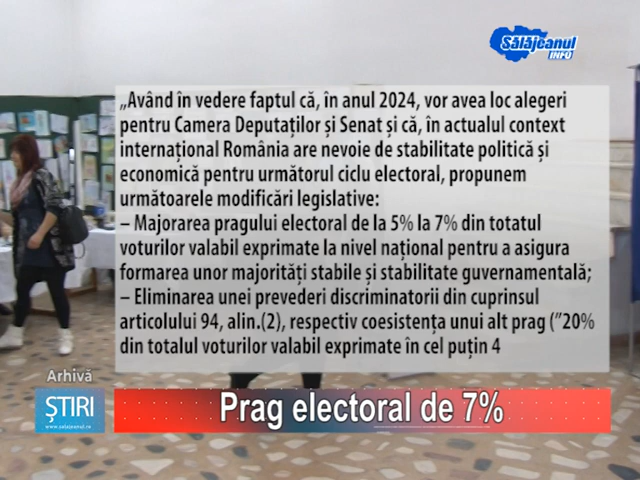 Sălăjeanul
INFO
„Având în vedere faptul că, în anul 2024, vor avea loc alegeri
pentru Camera Deputaților și Senat și că, în actualul context
internațional România are nevoie de stabilitate politică și
economică pentru următorul ciclu electoral, propunem
următoarele modificări legislative:
– Majorarea pragului electoral de la 5% la 7% din totatul
voturilor valabil exprimate la nivel național pentru a asigura
formarea unor majorități stabile și stabilitate guvernamentală;
– Eliminarea unei prevederi discriminatorii din cuprinsul
articolului 94, alin.(2), respectiv coesistența unui alt prag (”20%
din totalul voturilor valabil exprimate în cel puțin 4
Arhivă
ŞTIRI
www.salajeanul.ro
Prag electoral de 7%